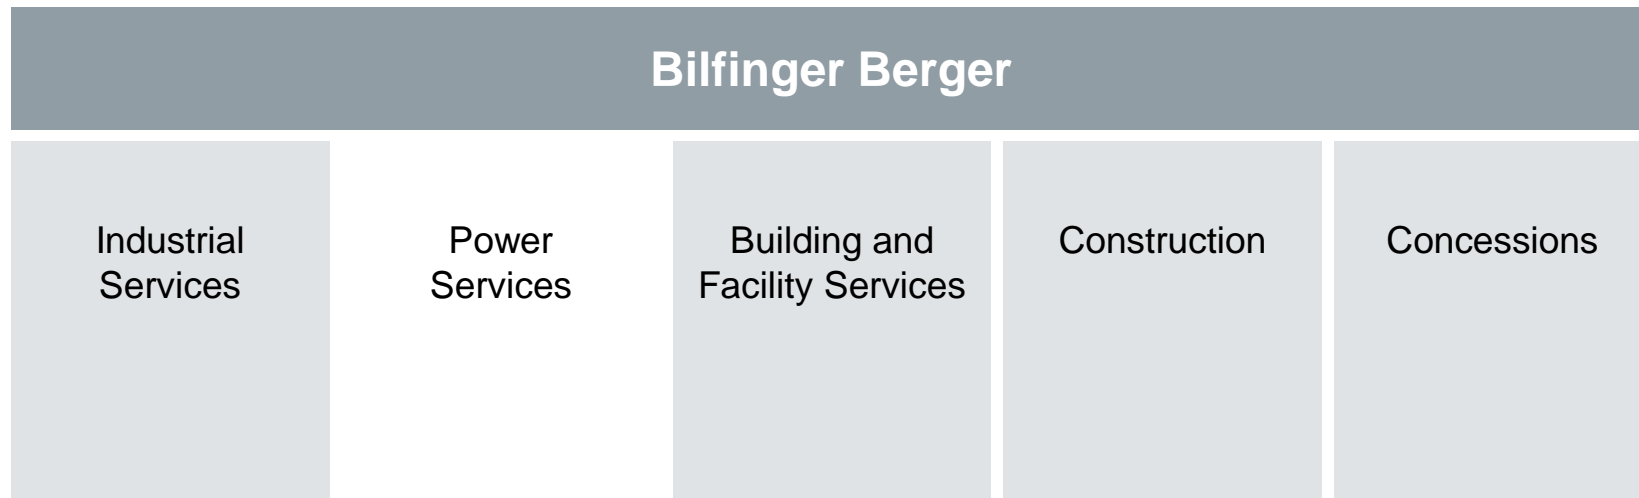 Bilfinger Berger
Industrial
Services
Power
Services
Building and
Facility Services
Construction
Concessions